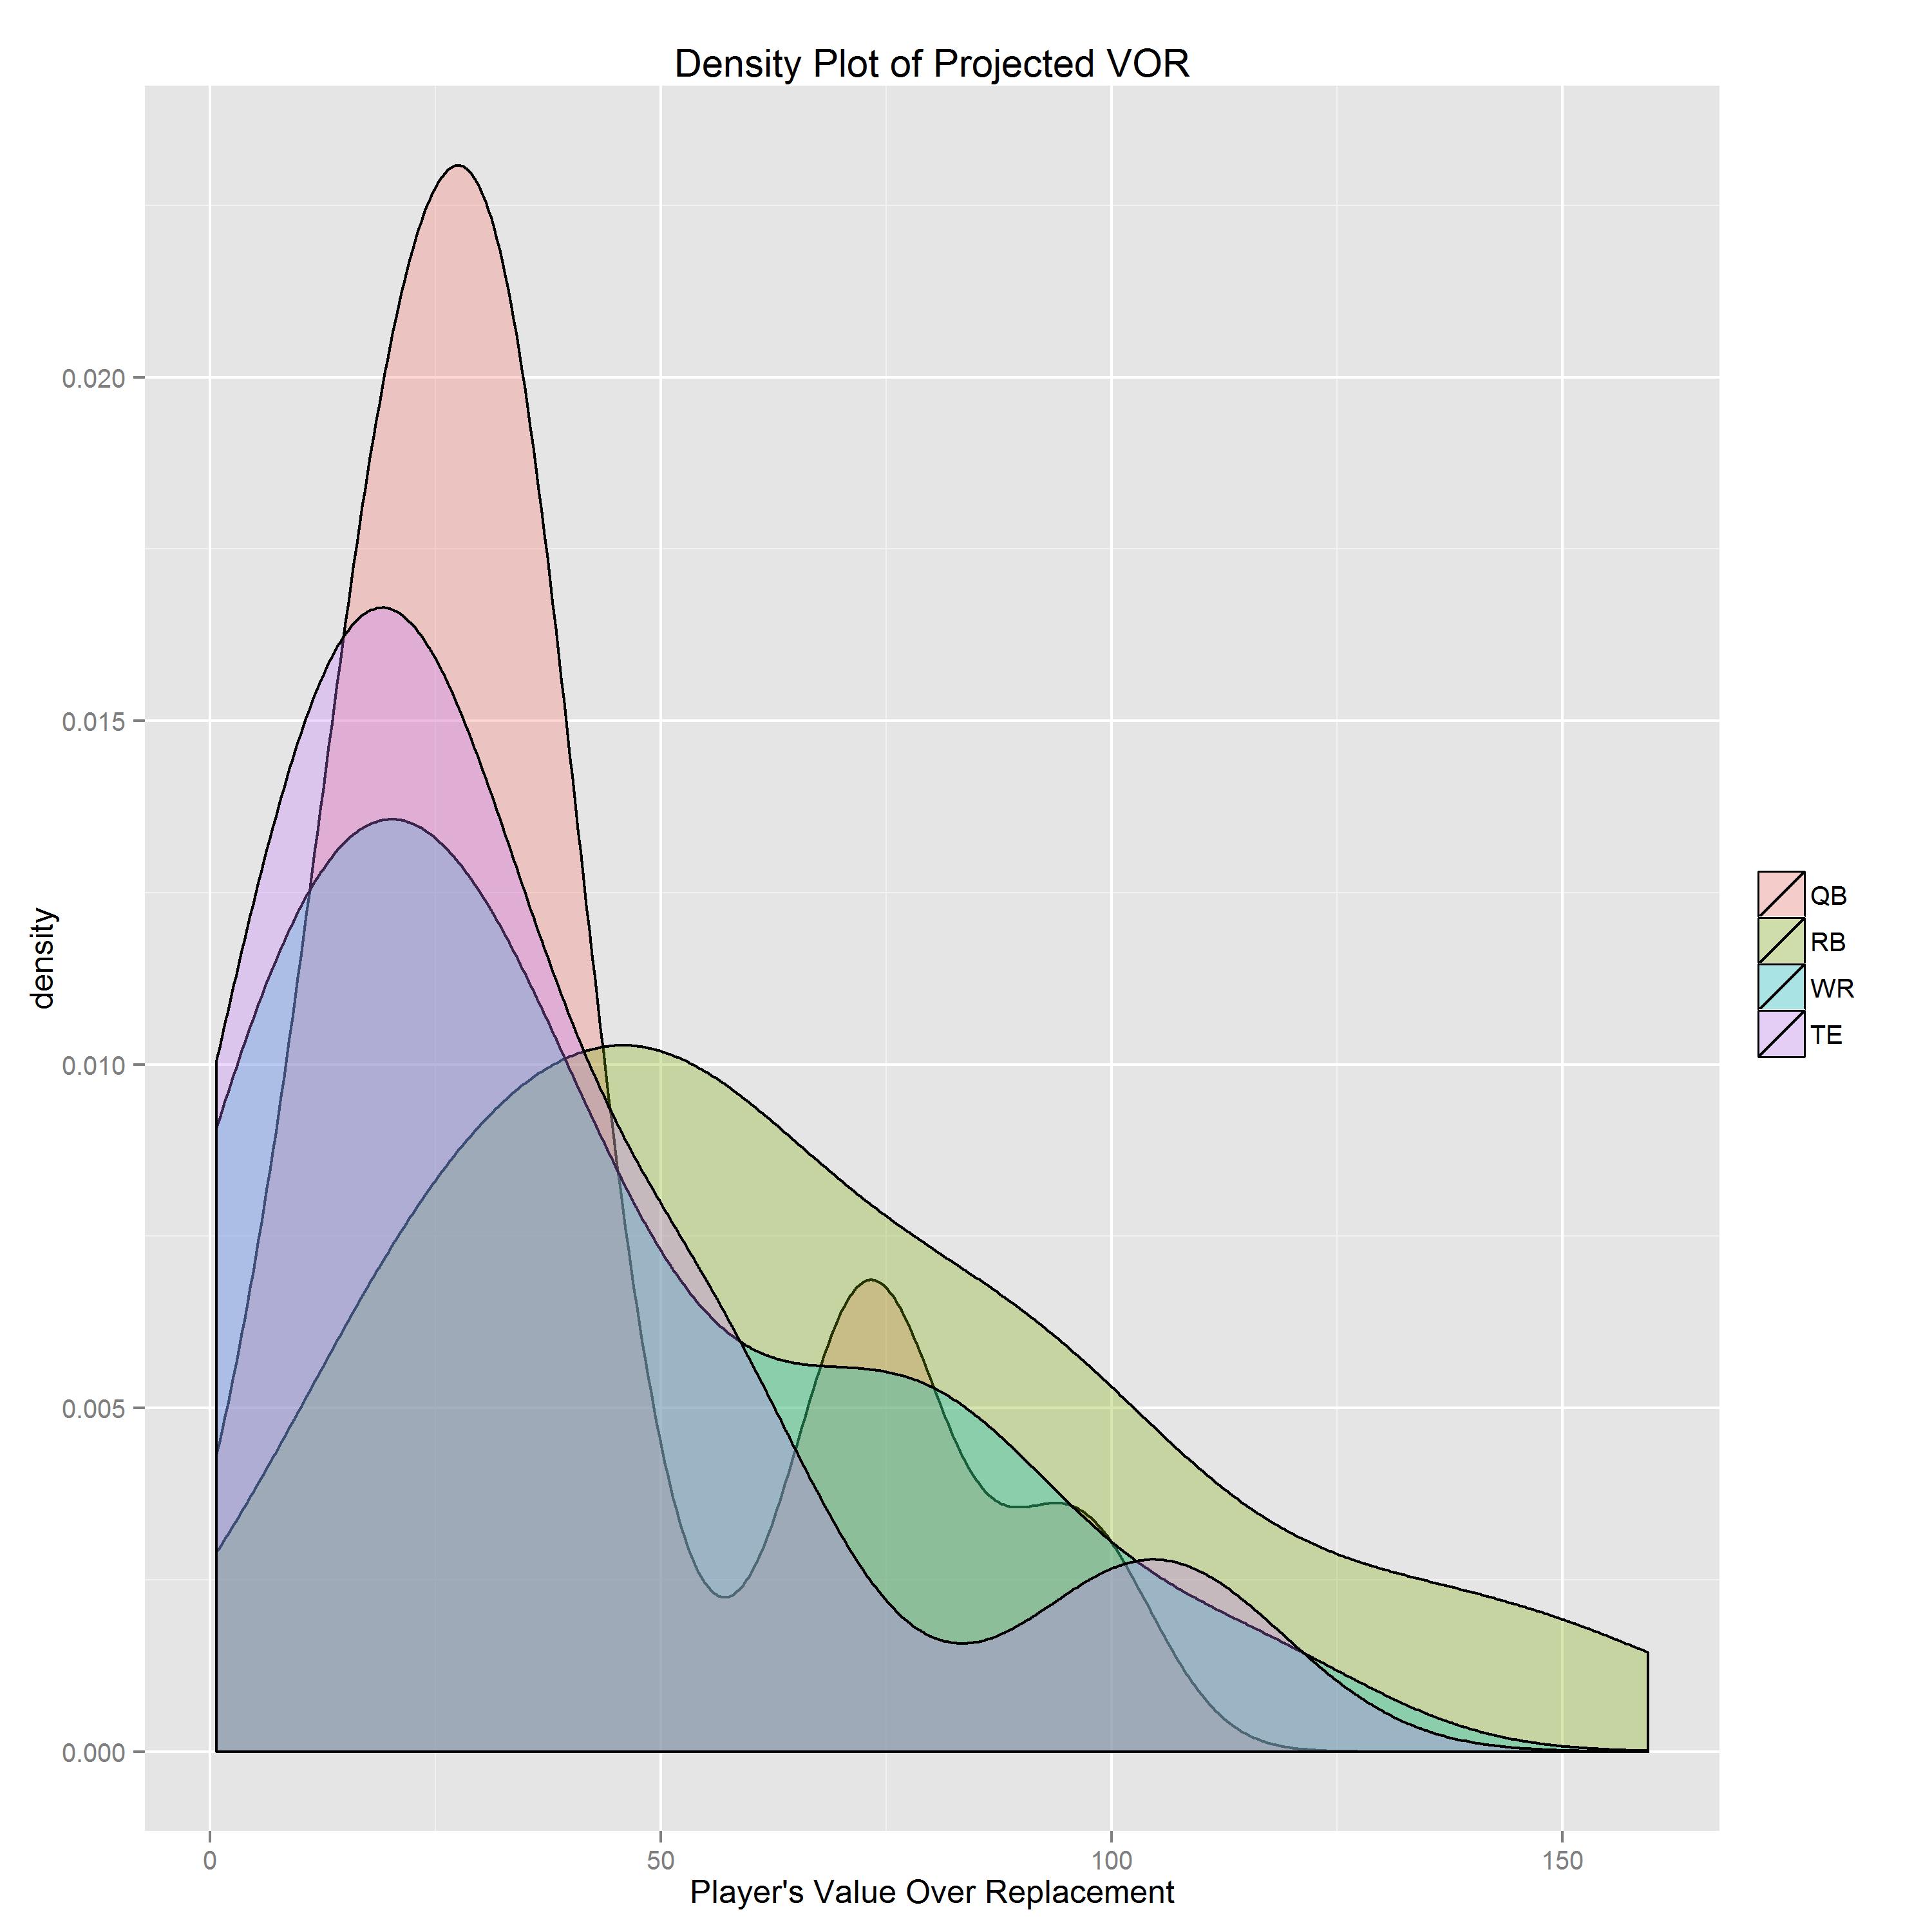 Density Plot of Projected VOR
0.020
0.015
0.010
0.005
0.000
density
0
50
100
150
Player's Value Over Replacement
QB
RB
WR
TE